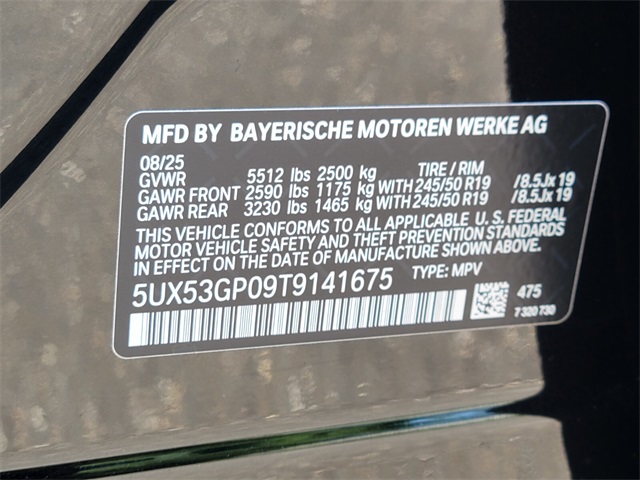 MFD BY BAYERISCHE MOTOREN WERKE AG
08/25
GVWR 5512 lbs 2500 kg TIRE / RIM
GAWR FRONT 2590 lbs 1175 kg WITH 245/50 R19 /8.5Jx19
GAWR REAR 3230 lbs 1465 kg WITH 245/50 R19 /8.5Jx19
THIS VEHICLE CONFORMS TO ALL APPLICABLE U. S. FEDERAL
MOTOR VEHICLE SAFETY AND THEFT PREVENTION STANDARDS
IN EFFECT ON THE DATE OF MANUFACTURE SHOWN ABOVE.
5UX53GP09T9141675 TYPE: MPV
475
7 320 730